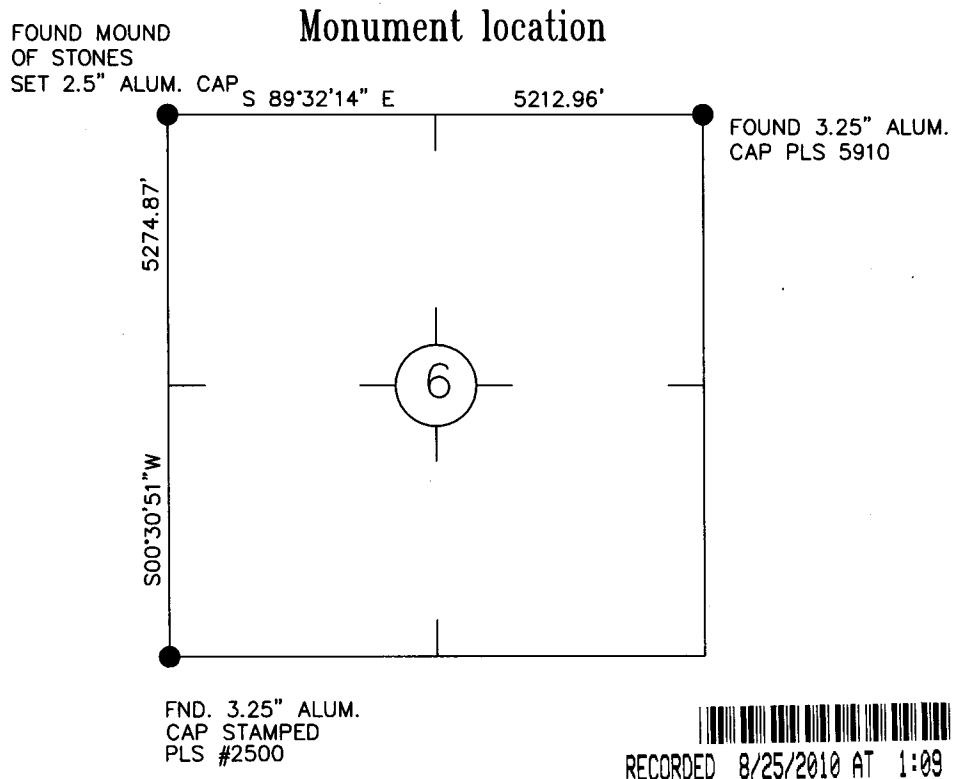 Monument location
FOUND MOUND
OF STONES
SET 2.5" ALUM. CAP
S 89°32'14" E 5212.96'
FOUND 3.25" ALUM.
CAP PLS 5910
5274.87'
6
S00°30'51"W
FND. 3.25" ALUM.
CAP STAMPED
PLS #2500
RECORDED 8/25/2010 AT 1:09